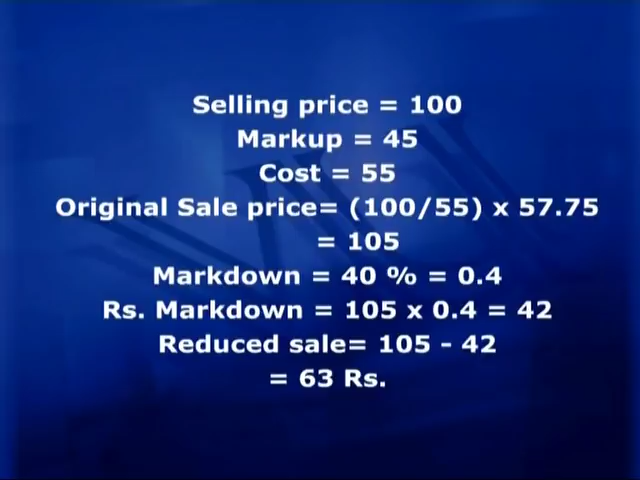 Selling price = 100
Markup = 45
Cost = 55
Original Sale price= (100/55) x 57.75
= 105
Markdown = 40 % = 0.4
Rs. Markdown = 105 x 0.4 = 42
Reduced sale= 105 - 42
= 63 Rs.